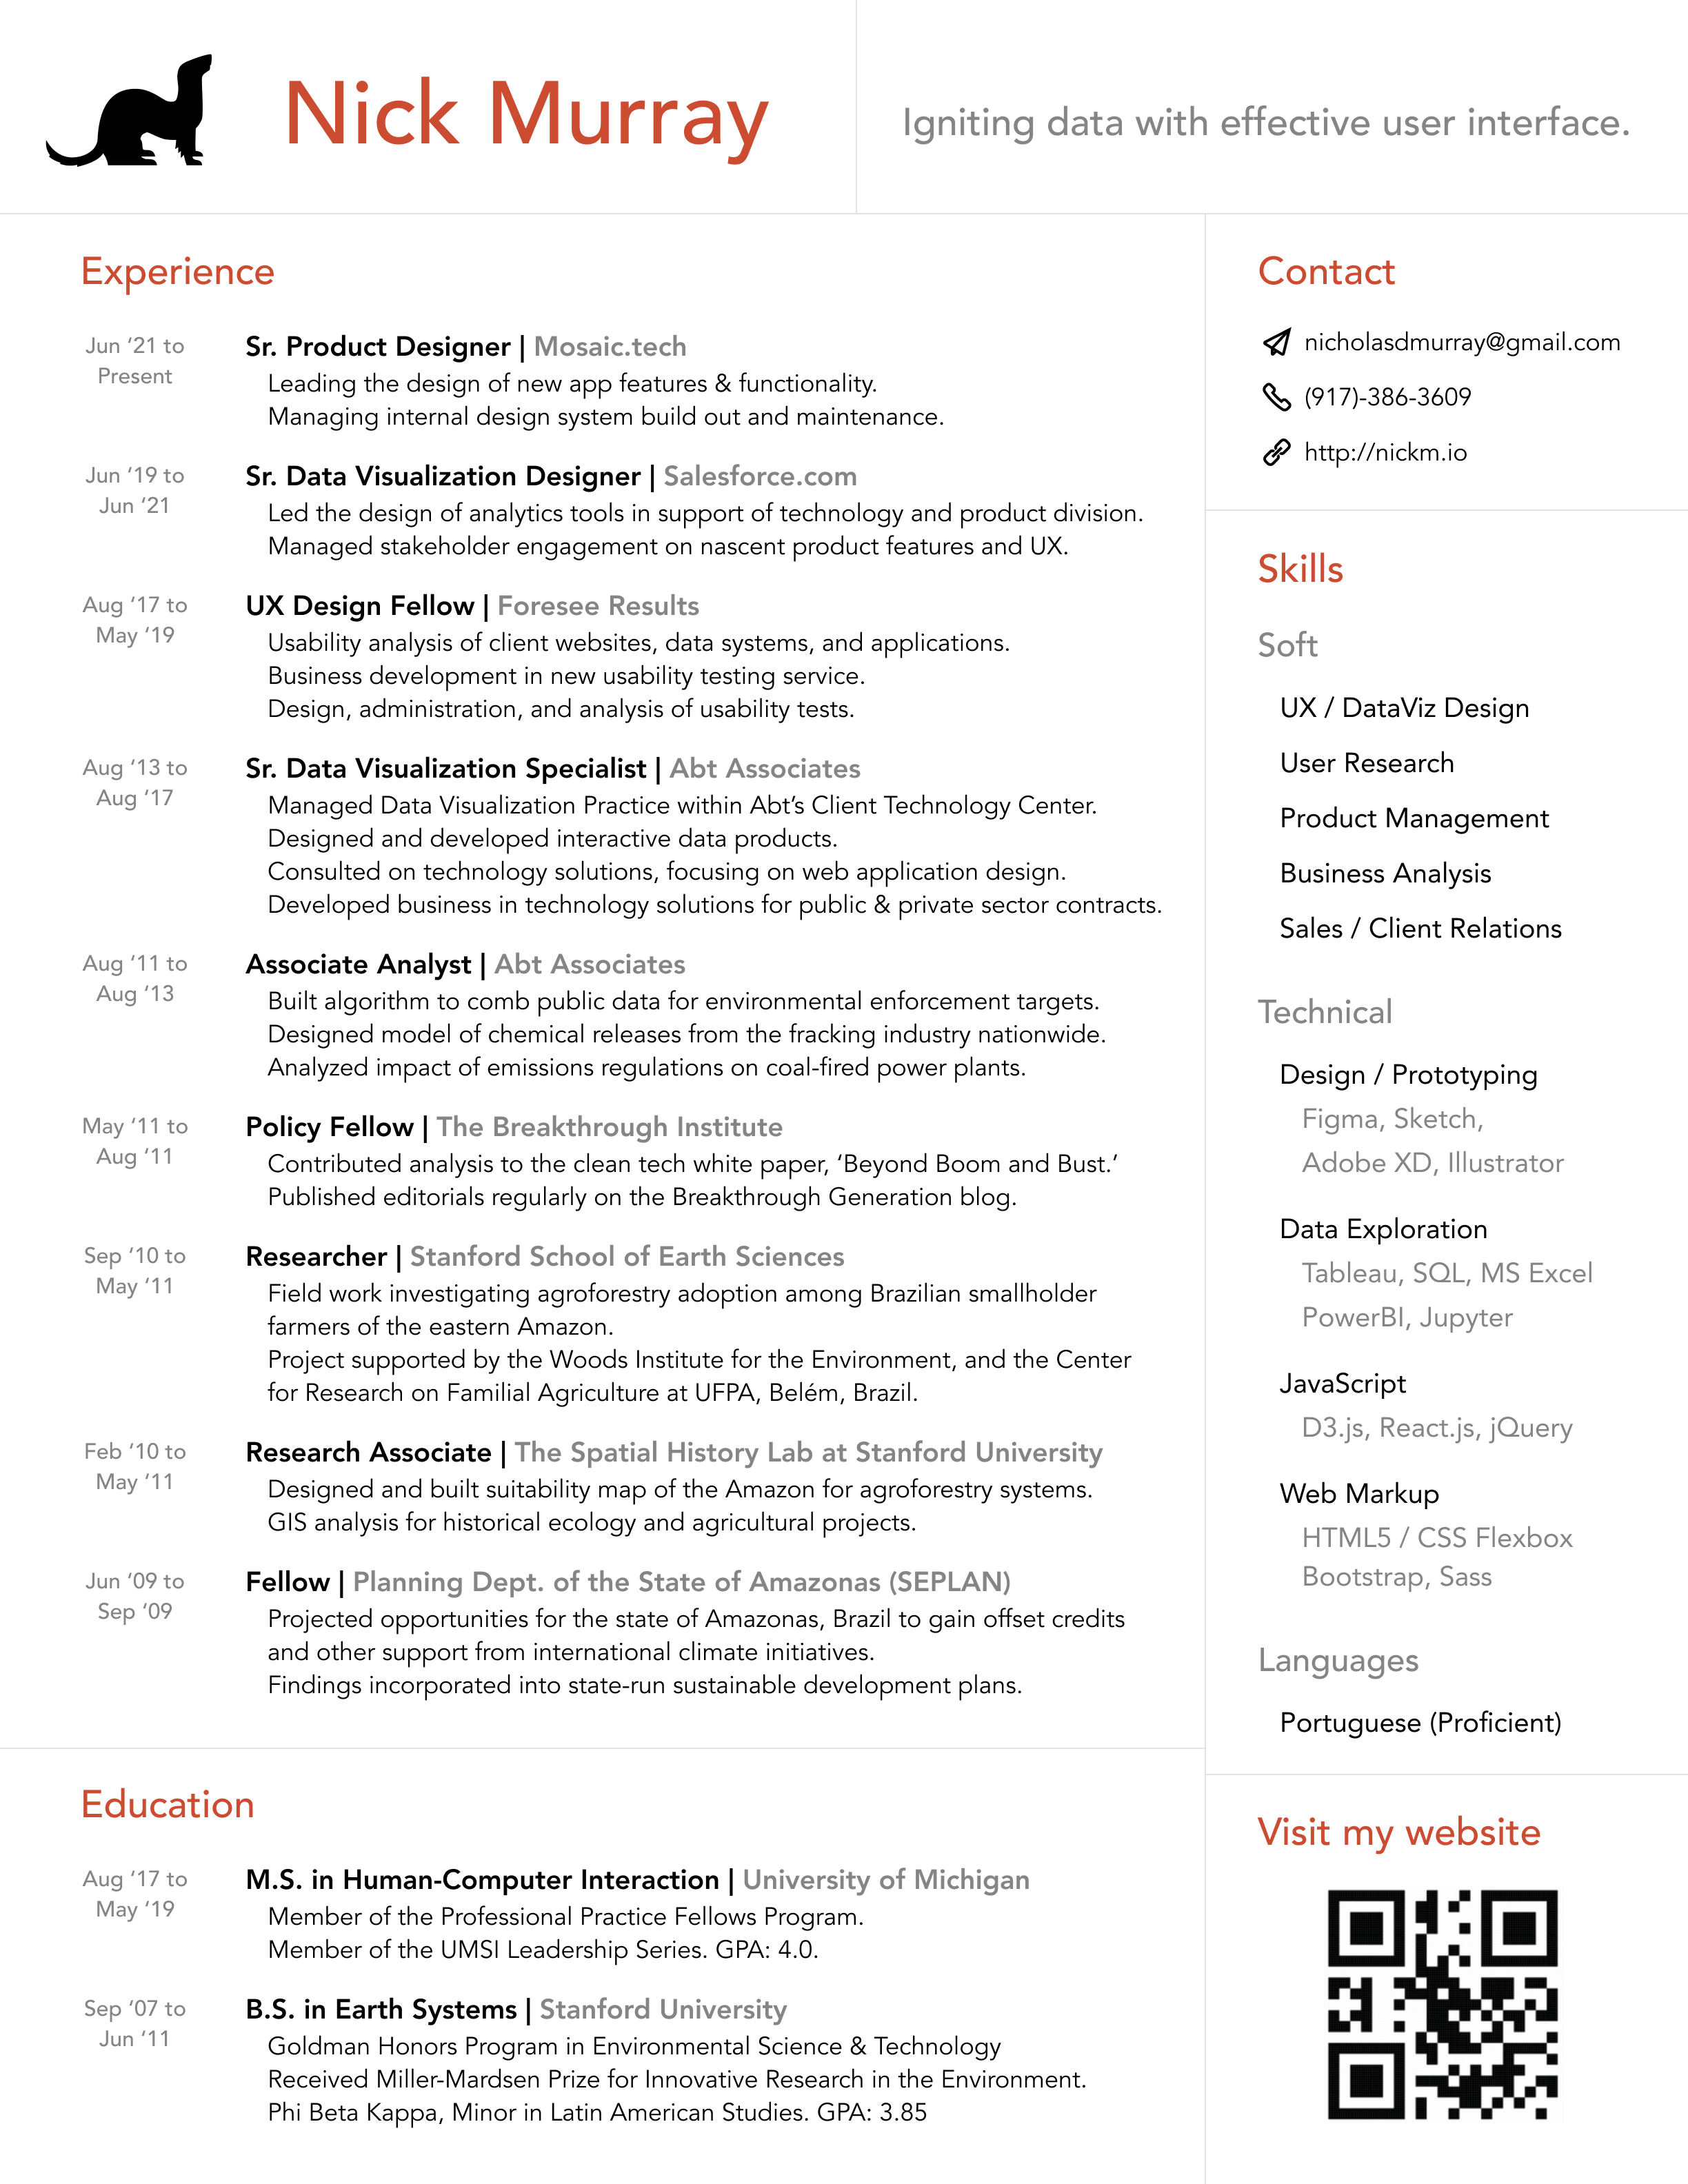 Nick Murray
Igniting data with effective user interface.
Experience
Jun ‘21 to
Present
Sr. Product Designer | Mosaic.tech
Leading the design of new app features & functionality.
Managing internal design system build out and maintenance.
Jun ‘19 to
Jun ‘21
Sr. Data Visualization Designer | Salesforce.com
Led the design of analytics tools in support of technology and product division.
Managed stakeholder engagement on nascent product features and UX.
Aug ‘17 to
May ‘19
UX Design Fellow | Foresee Results
Usability analysis of client websites, data systems, and applications.
Business development in new usability testing service.
Design, administration, and analysis of usability tests.
Aug ‘13 to
Aug ‘17
Sr. Data Visualization Specialist | Abt Associates
Managed Data Visualization Practice within Abt’s Client Technology Center.
Designed and developed interactive data products.
Consulted on technology solutions, focusing on web application design.
Developed business in technology solutions for public & private sector contracts.
Aug ‘11 to
Aug ‘13
Associate Analyst | Abt Associates
Built algorithm to comb public data for environmental enforcement targets.
Designed model of chemical releases from the fracking industry nationwide.
Analyzed impact of emissions regulations on coal-fired power plants.
May ‘11 to
Aug ‘11
Policy Fellow | The Breakthrough Institute
Contributed analysis to the clean tech white paper, ‘Beyond Boom and Bust.’
Published editorials regularly on the Breakthrough Generation blog.
Sep ‘10 to
May ‘11
Researcher | Stanford School of Earth Sciences
Field work investigating agroforestry adoption among Brazilian smallholder
farmers of the eastern Amazon.
Project supported by the Woods Institute for the Environment, and the Center
for Research on Familial Agriculture at UFPA, Belém, Brazil.
Feb ‘10 to
May ‘11
Research Associate | The Spatial History Lab at Stanford University
Designed and built suitability map of the Amazon for agroforestry systems.
GIS analysis for historical ecology and agricultural projects.
Jun ‘09 to
Sep ‘09
Fellow | Planning Dept. of the State of Amazonas (SEPLAN)
Projected opportunities for the state of Amazonas, Brazil to gain offset credits
and other support from international climate initiatives.
Findings incorporated into state-run sustainable development plans.
Education
Aug ‘17 to
May ‘19
M.S. in Human-Computer Interaction | University of Michigan
Member of the Professional Practice Fellows Program.
Member of the UMSI Leadership Series. GPA: 4.0.
Sep ‘07 to
Jun ‘11
B.S. in Earth Systems | Stanford University
Goldman Honors Program in Environmental Science & Technology
Received Miller-Mardsen Prize for Innovative Research in the Environment.
Phi Beta Kappa, Minor in Latin American Studies. GPA: 3.85
Contact
nicholasdmurray@gmail.com
(917)-386-3609
http://nickm.io
Skills
Soft
UX / DataViz Design
User Research
Product Management
Business Analysis
Sales / Client Relations
Technical
Design / Prototyping
Figma, Sketch,
Adobe XD, Illustrator
Data Exploration
Tableau, SQL, MS Excel
PowerBI, Jupyter
JavaScript
D3.js, React.js, jQuery
Web Markup
HTML5 / CSS Flexbox
Bootstrap, Sass
Languages
Portuguese (Proficient)
Visit my website